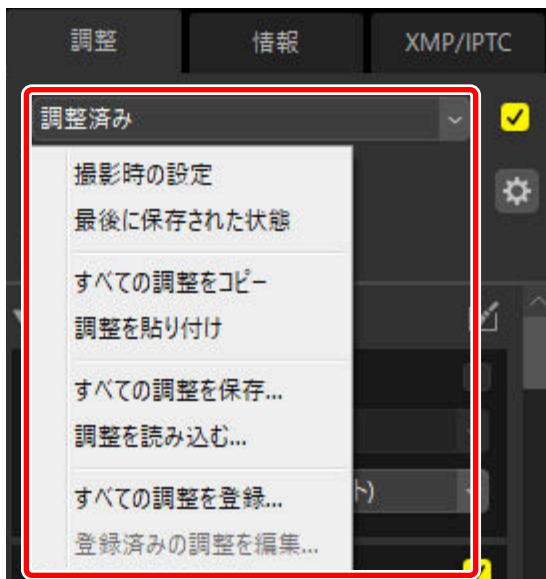 調整 情報 XMP/IPTC
調整済み
撮影時の設定
最後に保存された状態
すべての調整をコピー
調整を貼り付け
すべての調整を保存...
調整を読み込む...
すべての調整を登録...
ト)
登録済みの調整を編集...